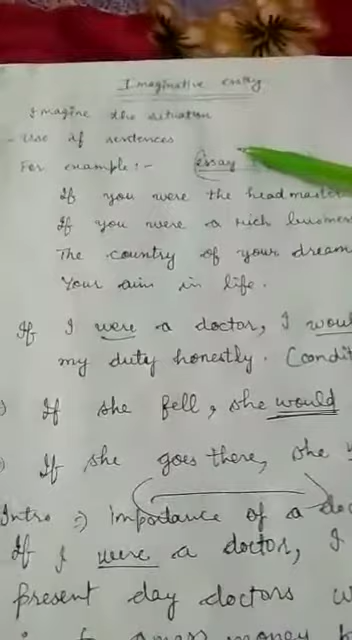 Imaginative essay
Imagine the situation
- Use if sentences
For example :- (essay
If you were the headmaster
If you were a rich
The country of your dream
Your aim in life.
If I were a doctor, I
my duty honestly.
If she fell, she would
If she goes there, she
Intro :) importance of a
If I were a doctor, I
present day doctors
money